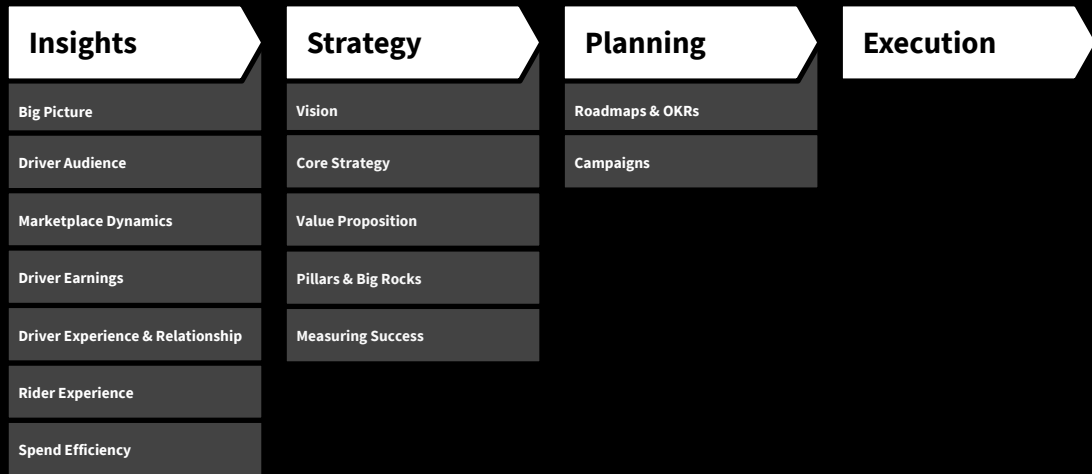 Insights
Big Picture
Driver Audience
Marketplace Dynamics
Driver Earnings
Driver Experience & Relationship
Rider Experience
Spend Efficiency
Strategy
Vision
Core Strategy
Value Proposition
Pillars & Big Rocks
Measuring Success
Planning
Roadmaps & OKRs
Campaigns
Execution